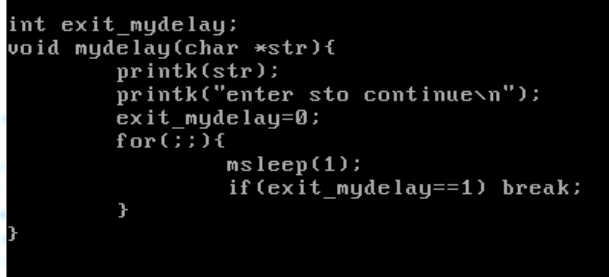 int exit_mydelay;
void mydelay(char *str){
printk(str);
printk("enter sto continue\n");
exit_mydelay=0;
for(;;){
msleep(1);
if(exit_mydelay==1) break;
}
}